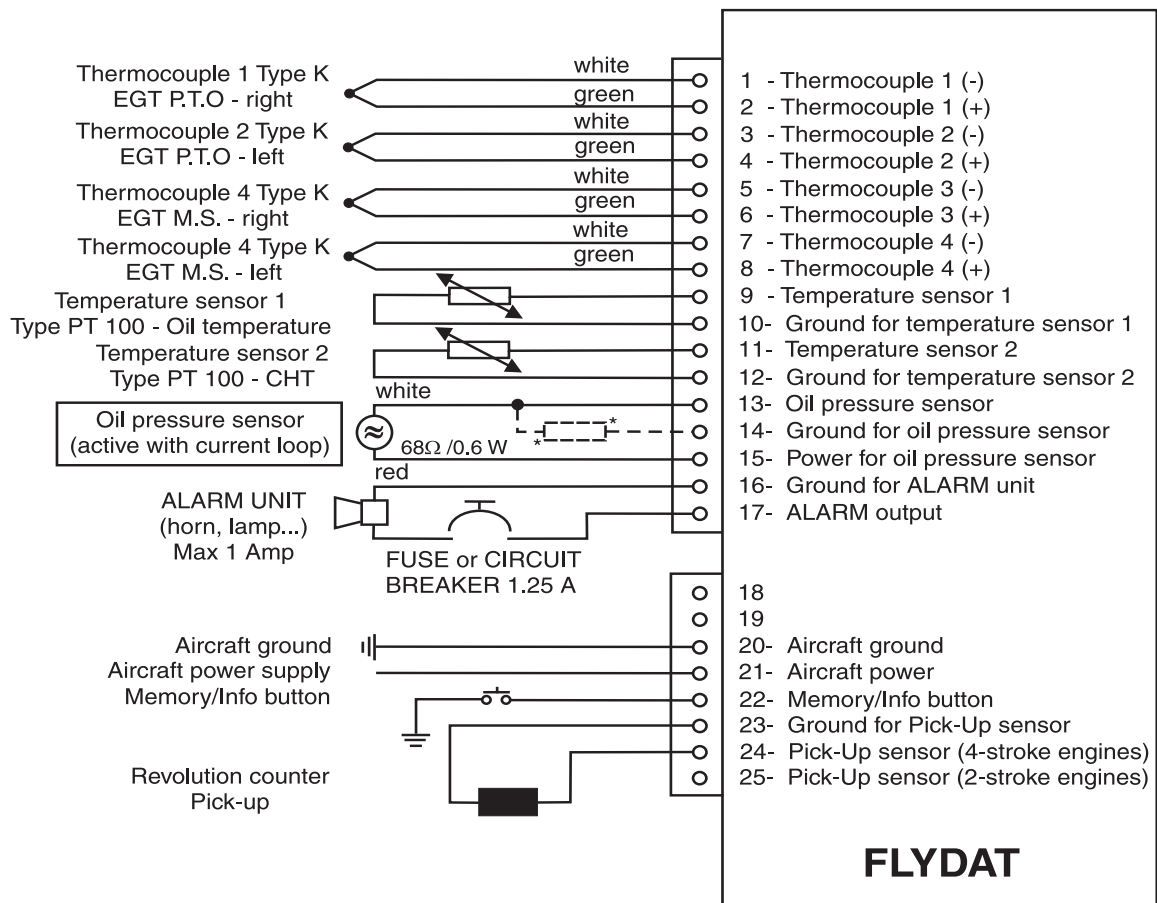 Thermocouple 1 Type K
EGT P.T.O - right
white
green
Thermocouple 2 Type K
EGT P.T.O - left
white
green
Thermocouple 4 Type K
EGT M.S. - right
white
green
Thermocouple 4 Type K
EGT M.S. - left
white
green
Temperature sensor 1
Type PT 100 - Oil temperature
Temperature sensor 2
Type PT 100 - CHT
white
Oil pressure sensor
(active with current loop)
68Ω /0.6 W
* *
red
ALARM UNIT
(horn, lamp...)
Max 1 Amp
FUSE or CIRCUIT
BREAKER 1.25 A
Aircraft ground
Aircraft power supply
Memory/Info button
Revolution counter
Pick-up
1 - Thermocouple 1 (-)
2 - Thermocouple 1 (+)
3 - Thermocouple 2 (-)
4 - Thermocouple 2 (+)
5 - Thermocouple 3 (-)
6 - Thermocouple 3 (+)
7 - Thermocouple 4 (-)
8 - Thermocouple 4 (+)
9 - Temperature sensor 1
10- Ground for temperature sensor 1
11- Temperature sensor 2
12- Ground for temperature sensor 2
13- Oil pressure sensor
14- Ground for oil pressure sensor
15- Power for oil pressure sensor
16- Ground for ALARM unit
17- ALARM output
18
19
20- Aircraft ground
21- Aircraft power
22- Memory/Info button
23- Ground for Pick-Up sensor
24- Pick-Up sensor (4-stroke engines)
25- Pick-Up sensor (2-stroke engines)
FLYDAT